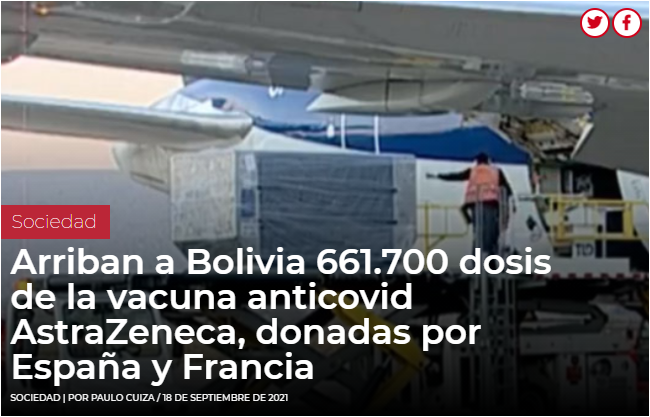 Sociedad
Arriban a Bolivia 661.700 dosis
de la vacuna anticovid
AstraZeneca, donadas por
España y Francia
SOCIEDAD | POR PAULO CUIZA / 18 DE SEPTIEMBRE DE 2021